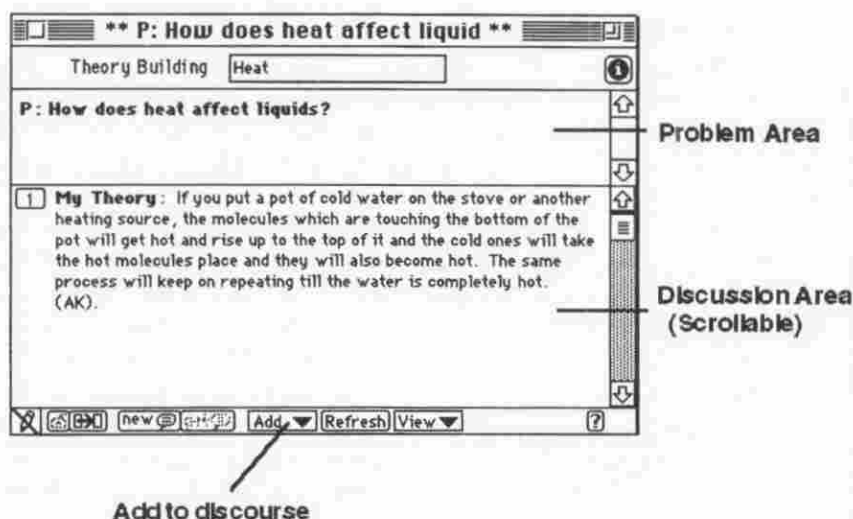 ** P: How does heat affect liquid **
Theory Building Heat
P: How does heat affect liquids?
Problem Area
1 My Theory: If you put a pot of cold water on the stove or another
heating source, the molecules which are touching the bottom of the
pot will get hot and rise up to the top of it and the cold ones will take
the hot molecules place and they will also become hot. The same
process will keep on repeating till the water is completely hot.
(AK).
Discussion Area
(Scrollable)
new Add Refresh View ?
Add to discourse